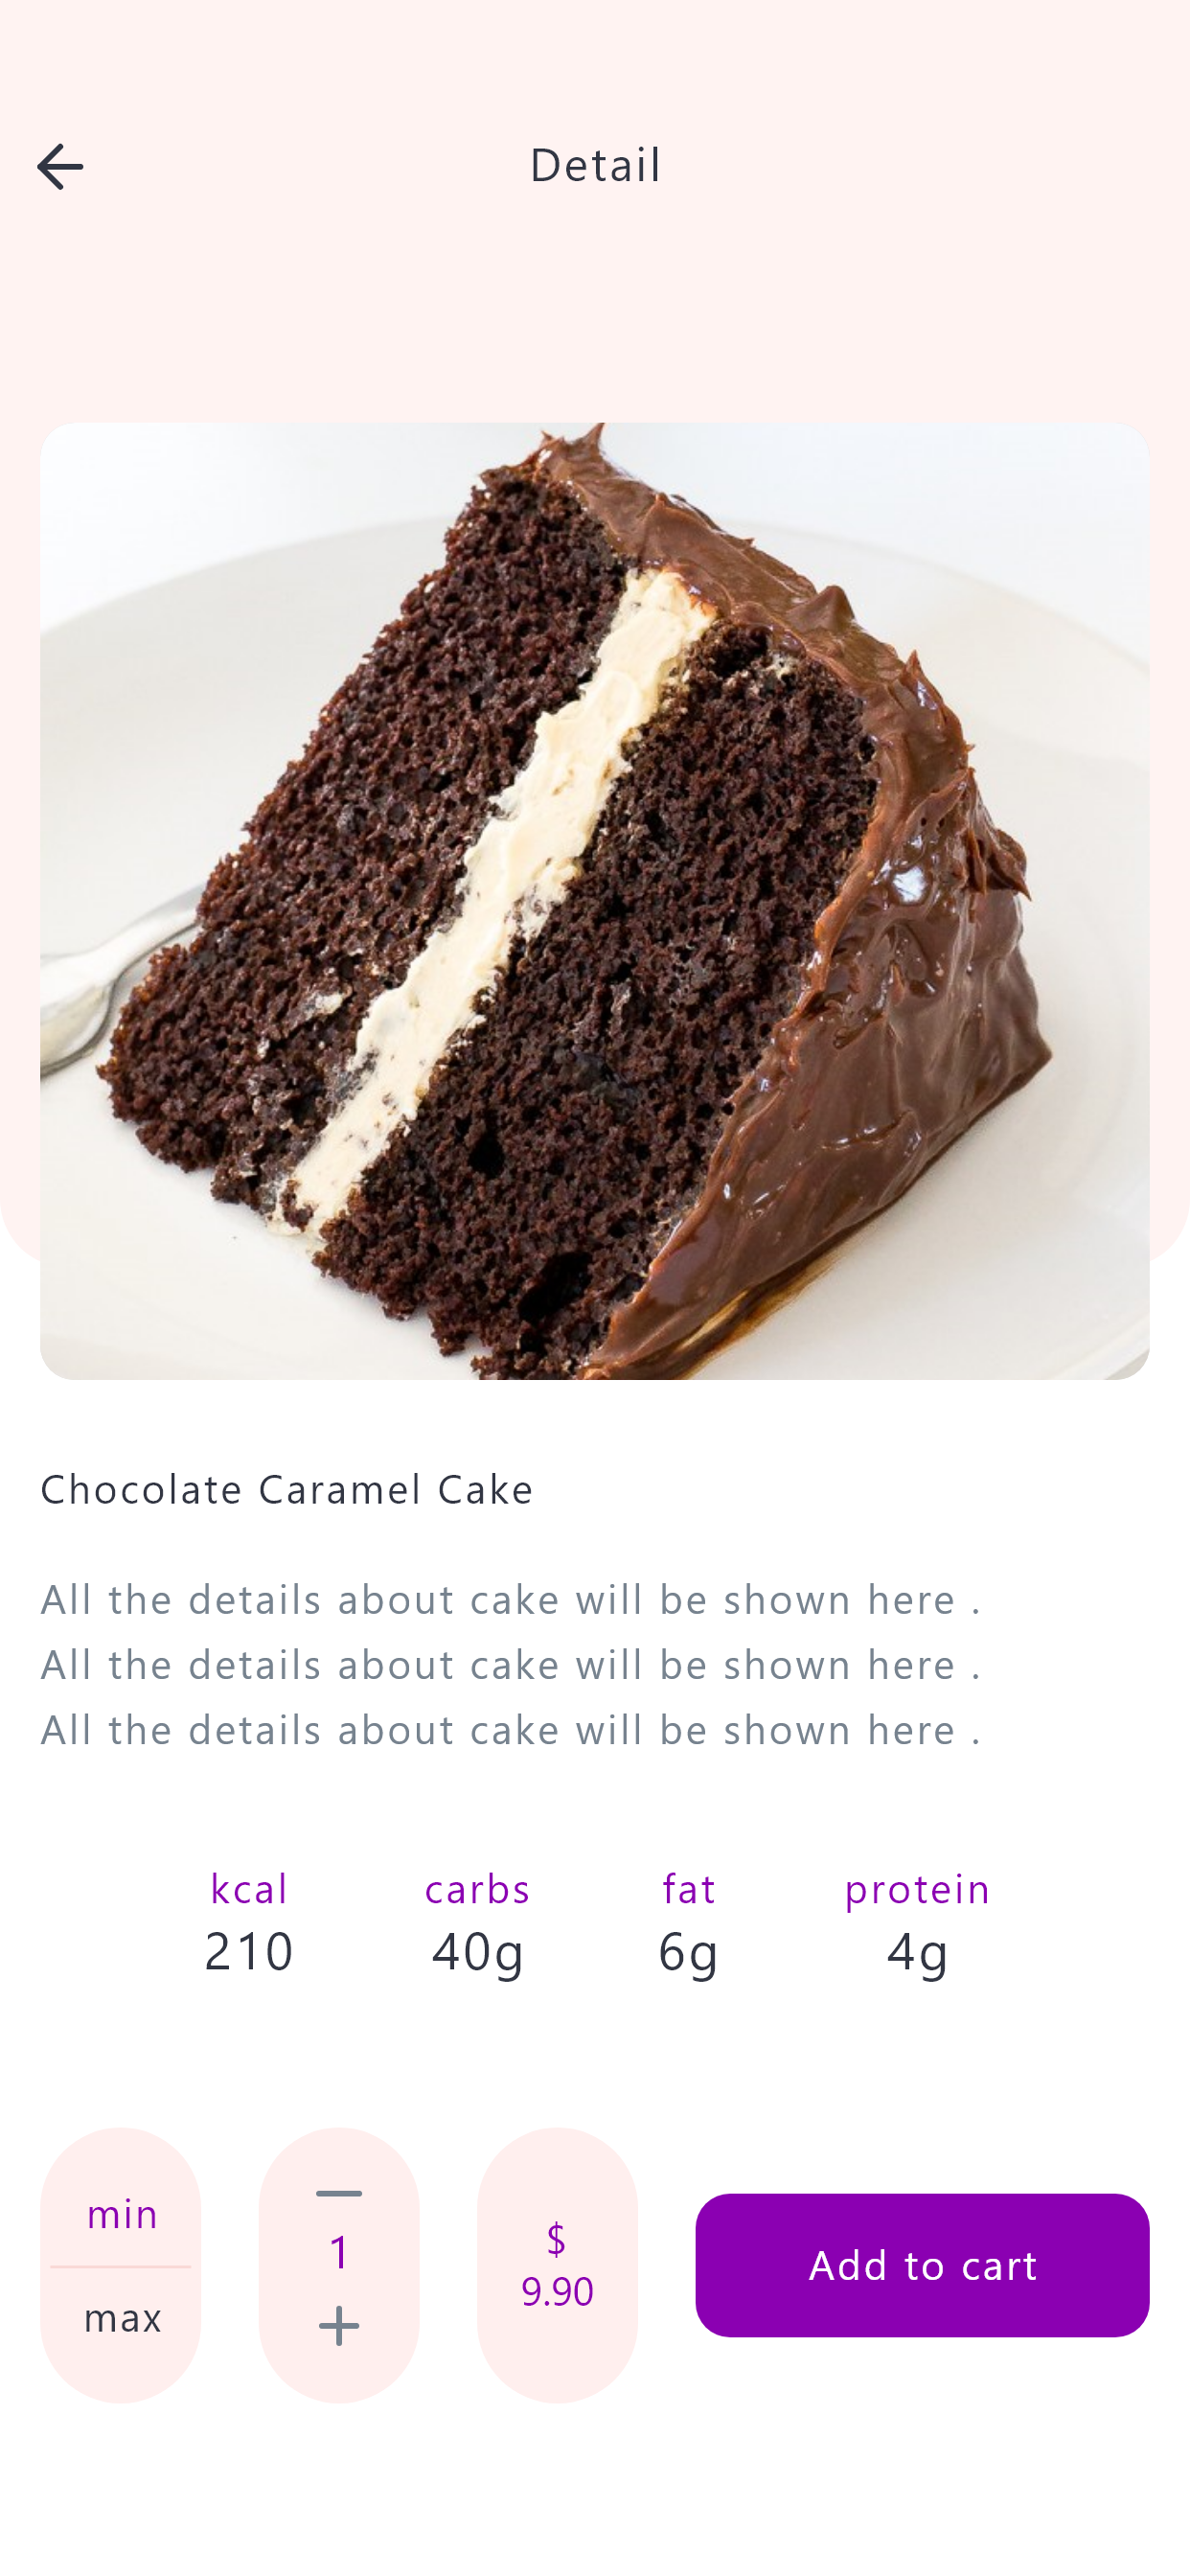 Detail
Chocolate Caramel Cake
All the details about cake will be shown here .
All the details about cake will be shown here .
All the details about cake will be shown here .
kcal carbs fat protein
210 40g 6g 4g
min
max
1
$
9.90
Add to cart